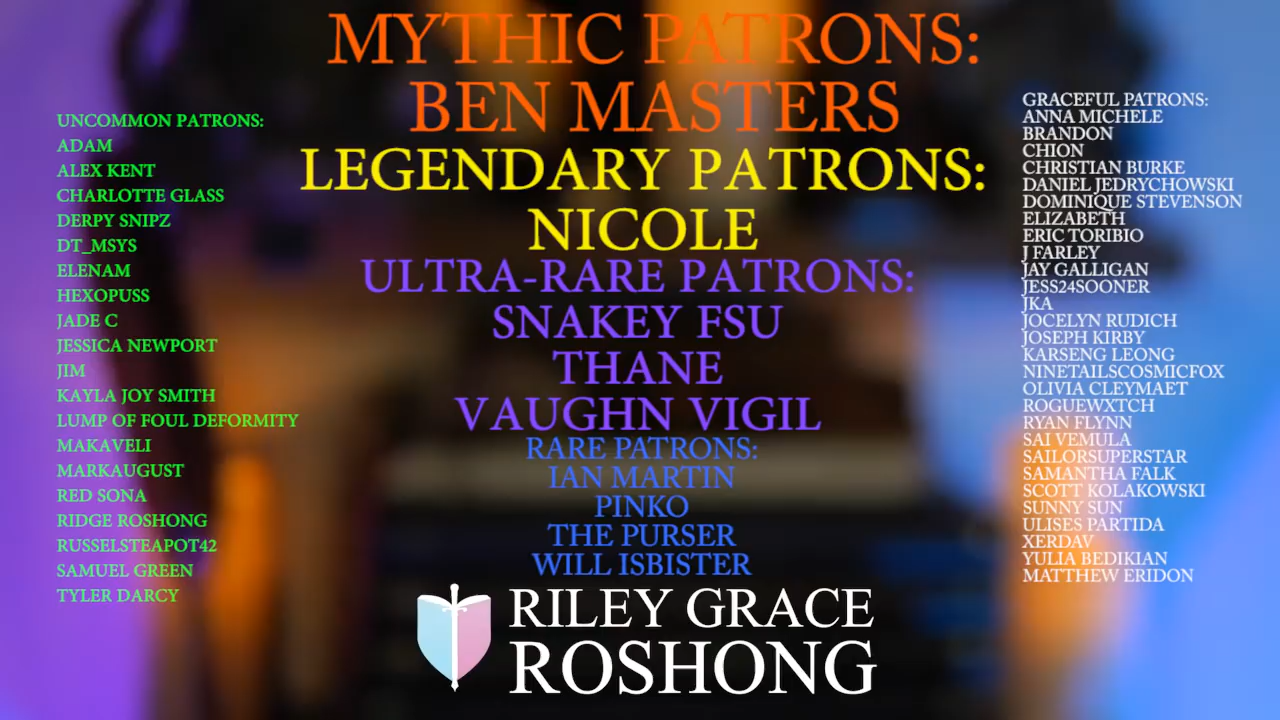 UNCOMMON PATRONS:
ADAM
ALEX KENT
CHARLOTTE GLASS
DERPY SNIPZ
DT_MSYS
ELENAM
HEXOPUSS
JADE C
JESSICA NEWPORT
JIM
KAYLA JOY SMITH
LUMP OF FOUL DEFORMITY
MAKAVELI
MARKAUGUST
RED SONA
RIDGE ROSHONG
RUSSELSTEAPOT42
SAMUEL GREEN
TYLER DARCY
MYTHIC PATRONS:
BEN MASTERS
LEGENDARY PATRONS:
NICOLE
ULTRA-RARE PATRONS:
SNAKEY FSU
THANE
VAUGHN VIGIL
RARE PATRONS:
IAN MARTIN
PINKO
THE PURSER
WILL ISBISTER
RILEY GRACE
ROSHONG
GRACEFUL PATRONS:
ANNA MICHELE
BRANDON
CHION
CHRISTIAN BURKE
DANIEL JEDRYCHOWSKI
DOMINIQUE STEVENSON
ELIZABETH
ERIC TORIBIO
J FARLEY
JAY GALLIGAN
JESS24SOONER
JKA
JOCELYN RUDICH
JOSEPH KIRBY
KARSENG LEONG
NINETAILSCOSMICFOX
OLIVIA CLEYMAET
ROGUEWXTCH
RYAN FLYNN
SAI VEMULA
SAILORSUPERSTAR
SAMANTHA FALK
SCOTT KOLAKOWSKI
SUNNY SUN
ULISES PARTIDA
XERDAV
YULIA BEDIKIAN
MATTHEW ERIDON